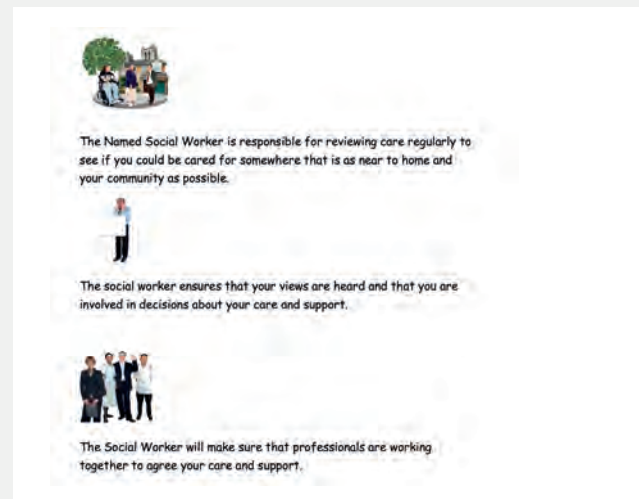 The Named Social Worker is responsible for reviewing care regularly to
see if you could be cared for somewhere that is as near to home and
your community as possible.
The social worker ensures that your views are heard and that you are
involved in decisions about your care and support.
The Social Worker will make sure that professionals are working
together to agree your care and support.